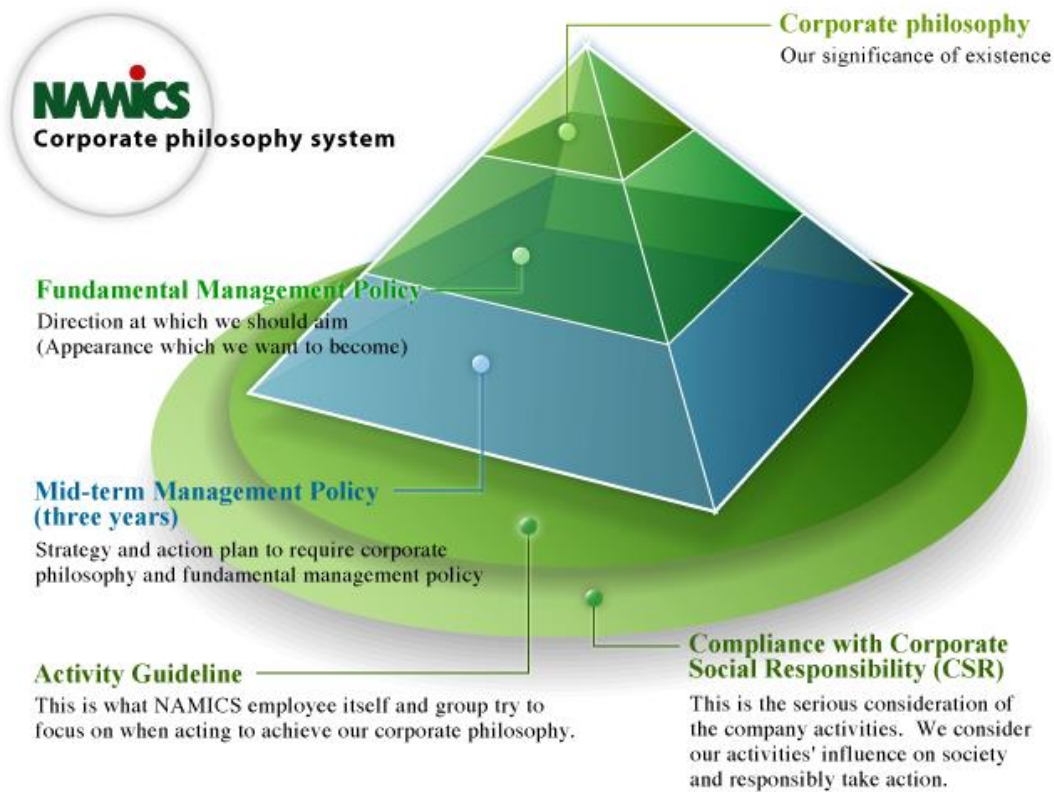 NAMICS
Corporate philosophy system
Corporate philosophy
Our significance of existence
Fundamental Management Policy
Direction at which we should aim
(Appearance which we want to become)
Mid-term Management Policy
(three years)
Strategy and action plan to require corporate
philosophy and fundamental management policy
Activity Guideline
This is what NAMICS employee itself and group try to
focus on when acting to achieve our corporate philosophy.
Compliance with Corporate
Social Responsibility (CSR)
This is the serious consideration of
the company activities. We consider
our activities' influence on society
and responsibly take action.